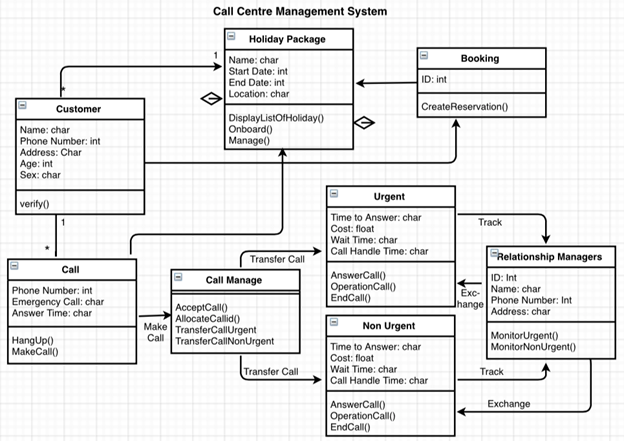 Call Centre Management System
Holiday Package
Name: char
Start Date: int
End Date: int
Location: char
DisplayListOfHoliday()
Onboard()
Manage()
1
*
Booking
ID: int
CreateReservation()
Customer
Name: char
Phone Number: int
Address: Char
Age: int
Sex: char
verify()
1
*
Call
Phone Number: int
Emergency Call: char
Answer Time: char
HangUp()
MakeCall()
Make
Call
Call Manage
AcceptCall()
AllocateCallid()
TransferCallUrgent
TransferCallNonUrgent
Transfer Call
Transfer Call
Urgent
Time to Answer: char
Cost: float
Wait Time: char
Call Handle Time: char
AnswerCall()
OperationCall()
EndCall()
Track
Exc-
hange
Non Urgent
Time to Answer: char
Cost: float
Wait Time: char
Call Handle Time: char
AnswerCall()
OperationCall()
EndCall()
Track
Exchange
Relationship Managers
ID: Int
Name: char
Phone Number: Int
Address: char
MonitorUrgent()
MonitorNonUrgent()